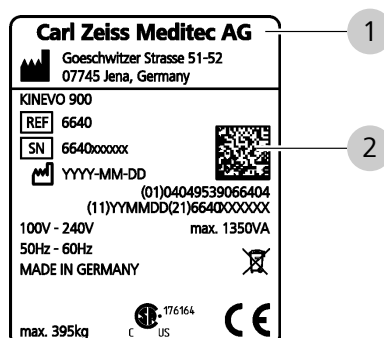 Carl Zeiss Meditec AG
1
Goeschwitzer Strasse 51-52
07745 Jena, Germany
KINEVO 900
REF 6640
SN 6640xxxxxx
2
YYYY-MM-DD
(01)04049539066404
(11)YYMMDD(21)6640XXXXXX
100V - 240V max. 1350VA
50Hz - 60Hz
MADE IN GERMANY
SP® 176164
C US
CE
max. 395kg